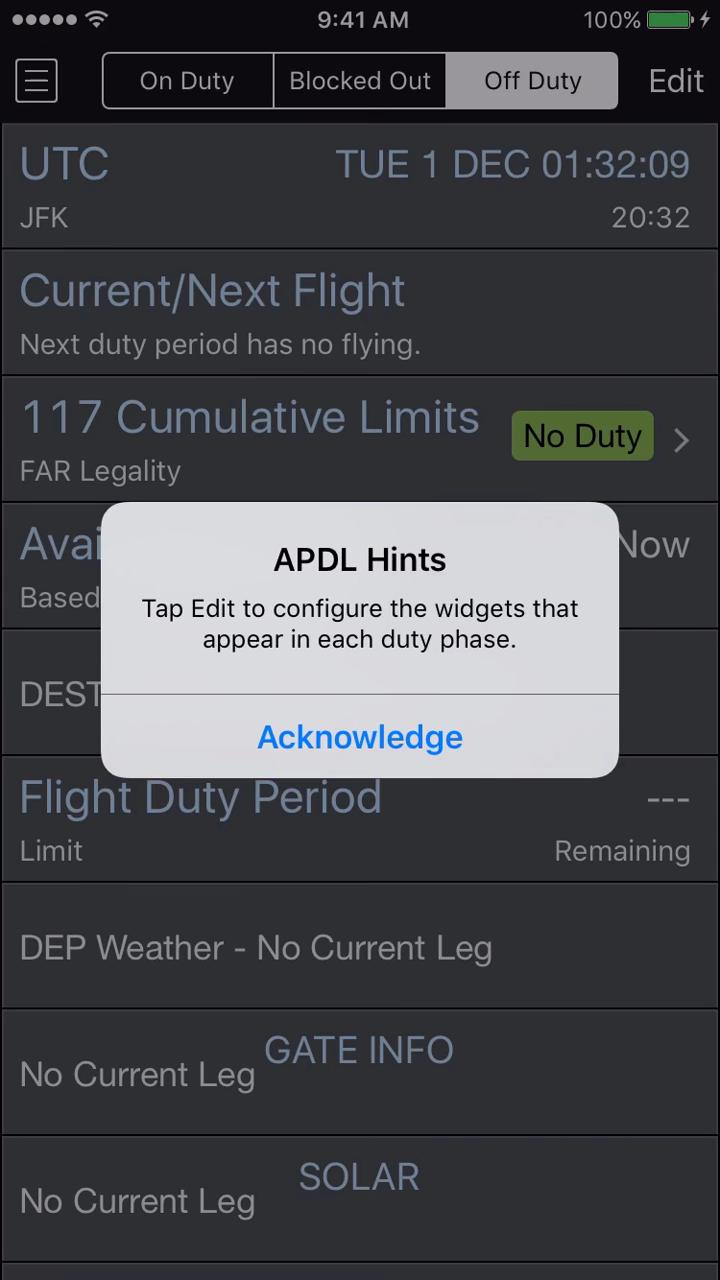 9:41 AM 100%
On Duty Blocked Out Off Duty Edit
UTC TUE 1 DEC 01:32:09
JFK 20:32
Current/Next Flight
Next duty period has no flying.
117 Cumulative Limits No Duty
FAR Legality
Now
Based
DEST
APDL Hints
Tap Edit to configure the widgets that
appear in each duty phase.
Acknowledge
Flight Duty Period ---
Limit Remaining
DEP Weather - No Current Leg
GATE INFO
No Current Leg
SOLAR
No Current Leg